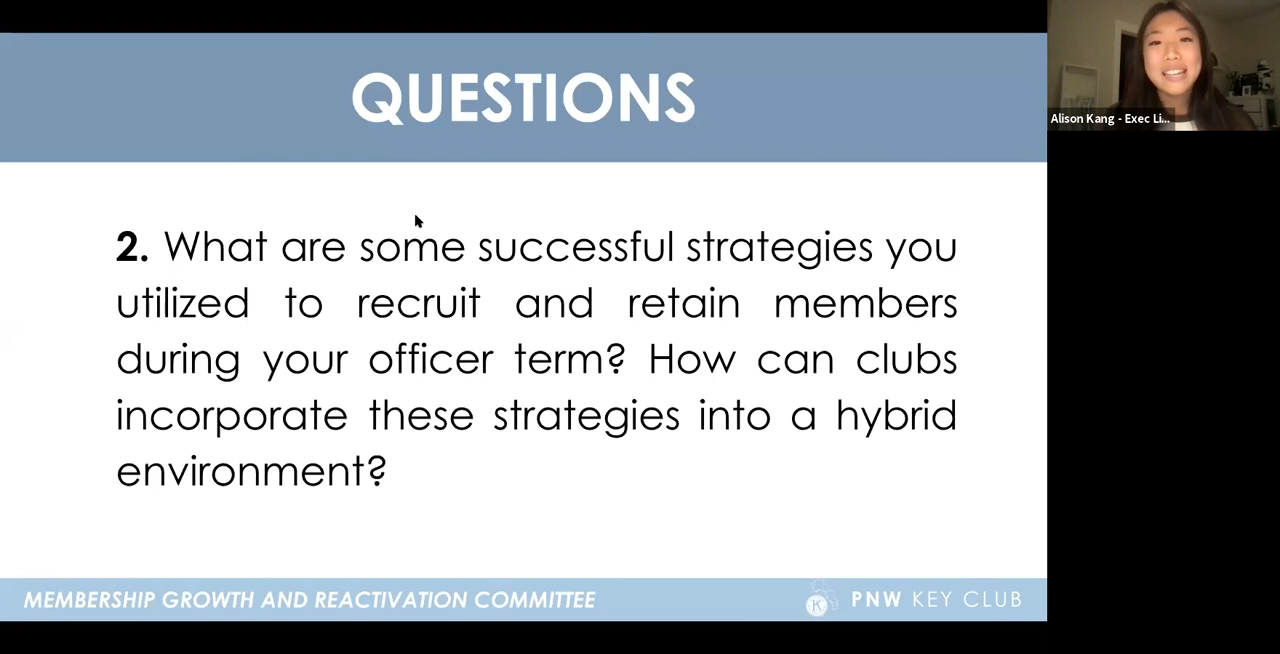 QUESTIONS
Alison Kang - Exec Li...
2. What are some successful strategies you
utilized to recruit and retain members
during your officer term? How can clubs
incorporate these strategies into a hybrid
environment?
MEMBERSHIP GROWTH AND REACTIVATION COMMITTEE
K PNW KEY CLUB